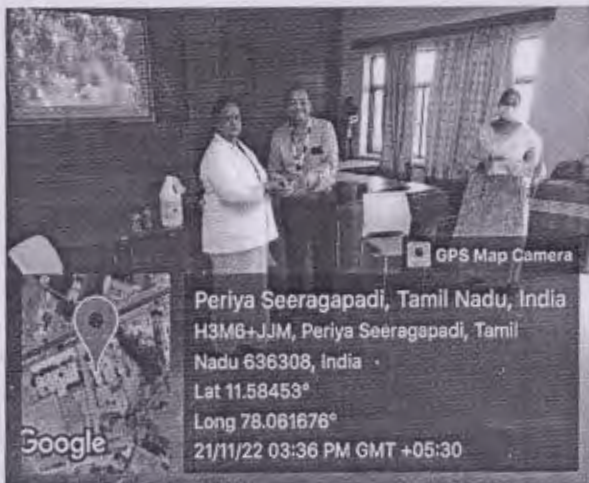 GPS Map Camera
Periya Seeragapadi, Tamil Nadu, India
H3M6+JJM, Periya Seeragapadi, Tamil
Nadu 636308, India
Lat 11.58453°
Long 78.061676°
21/11/22 03:36 PM GMT +05:30
Google